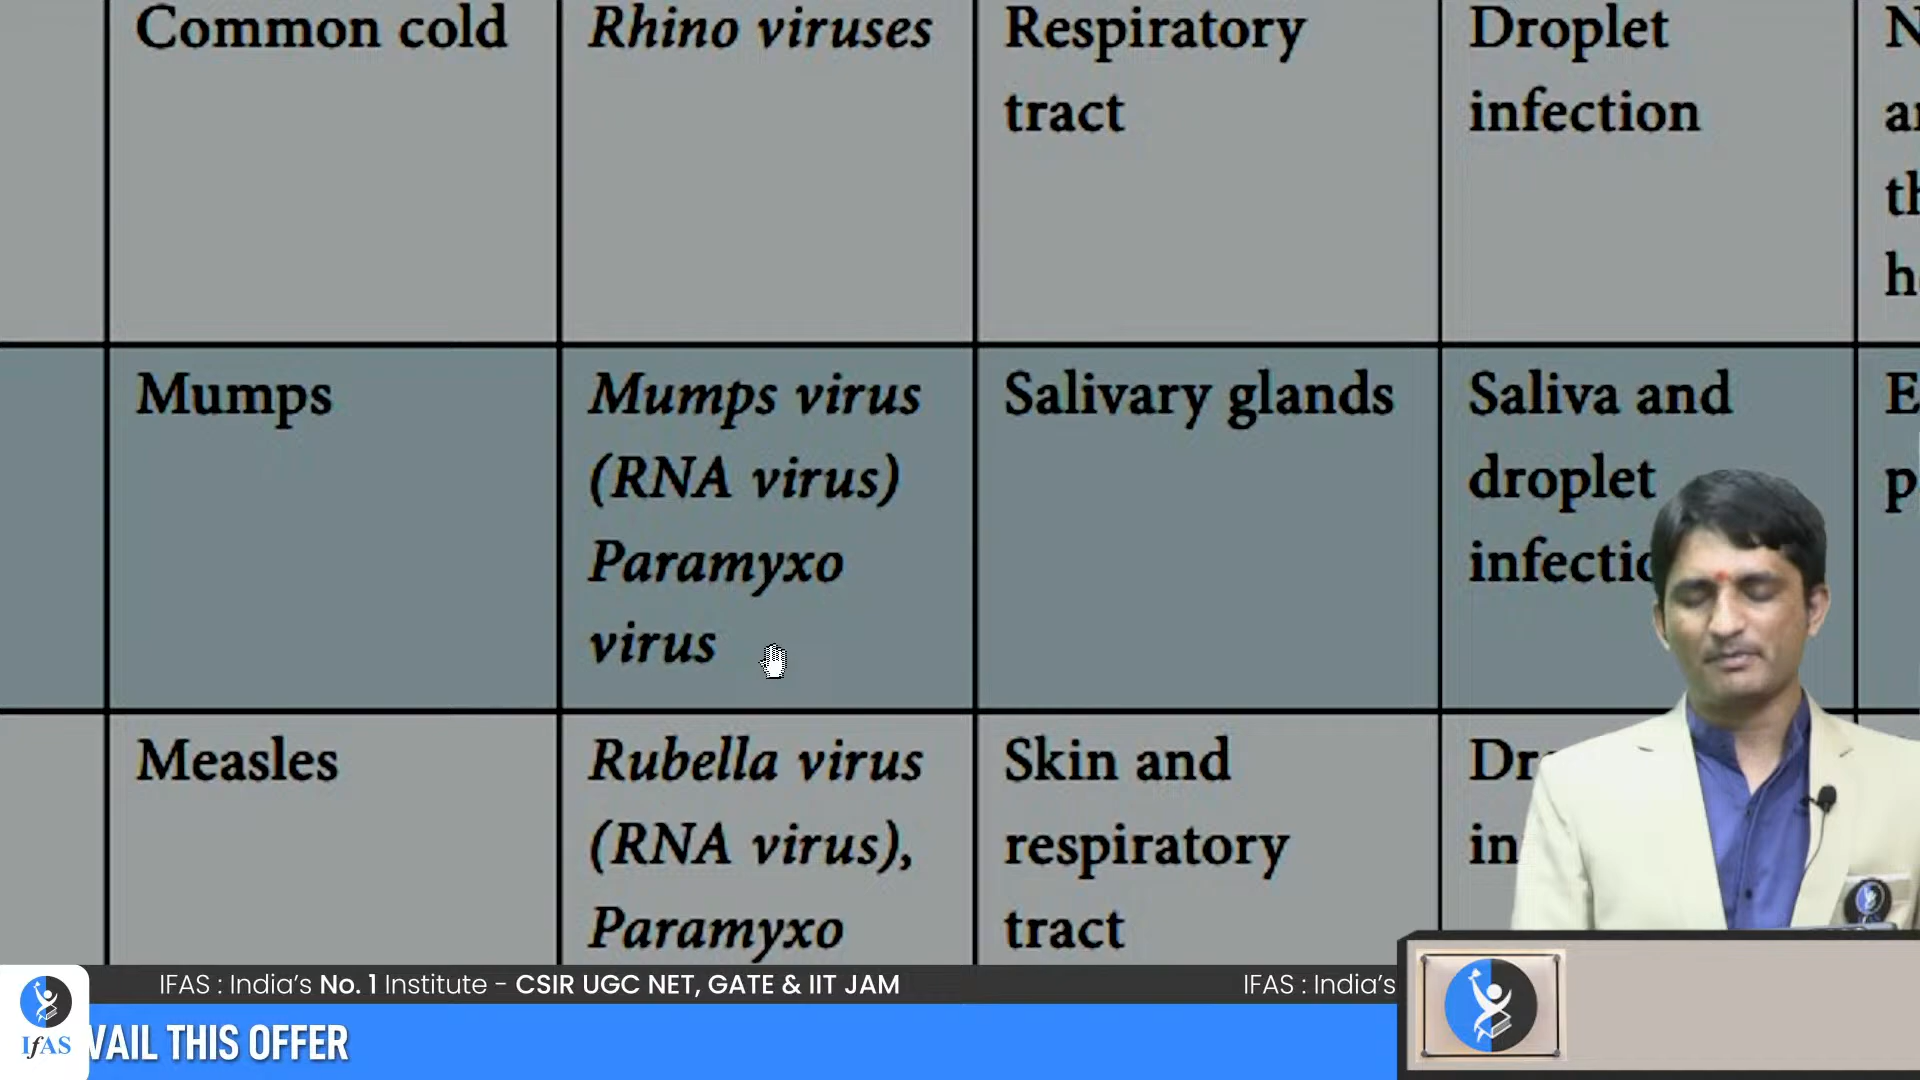 Common cold
Rhino viruses
Respiratory
tract
Droplet
infection
Mumps
Mumps virus
(RNA virus)
Paramyxo
virus
Salivary glands
Saliva and
droplet
Measles
Rubella virus
(RNA virus),
Paramyxo
Skin and
respiratory
tract
IFAS : India's No. 1 Institute - CSIR UGC NET, GATE & IIT JAM
IFAS : India's
IfAS
VAIL THIS OFFER